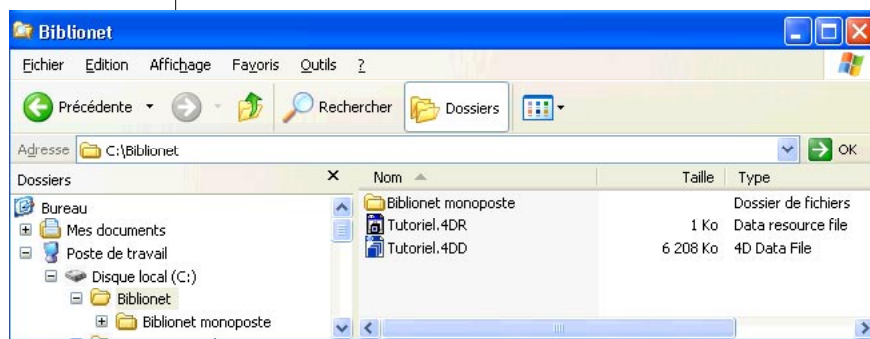 Biblionet
Fichier Edition Affichage Favoris Outils ?
Précédente Rechercher Dossiers
Adresse C:\Biblionet OK
Dossiers
Bureau
Mes documents
Poste de travail
Disque local (C:)
Biblionet
Biblionet monoposte
Nom Taille Type
Biblionet monoposte Dossier de fichiers
Tutoriel.4DR 1 Ko Data resource file
Tutoriel.4DD 6 208 Ko 4D Data File